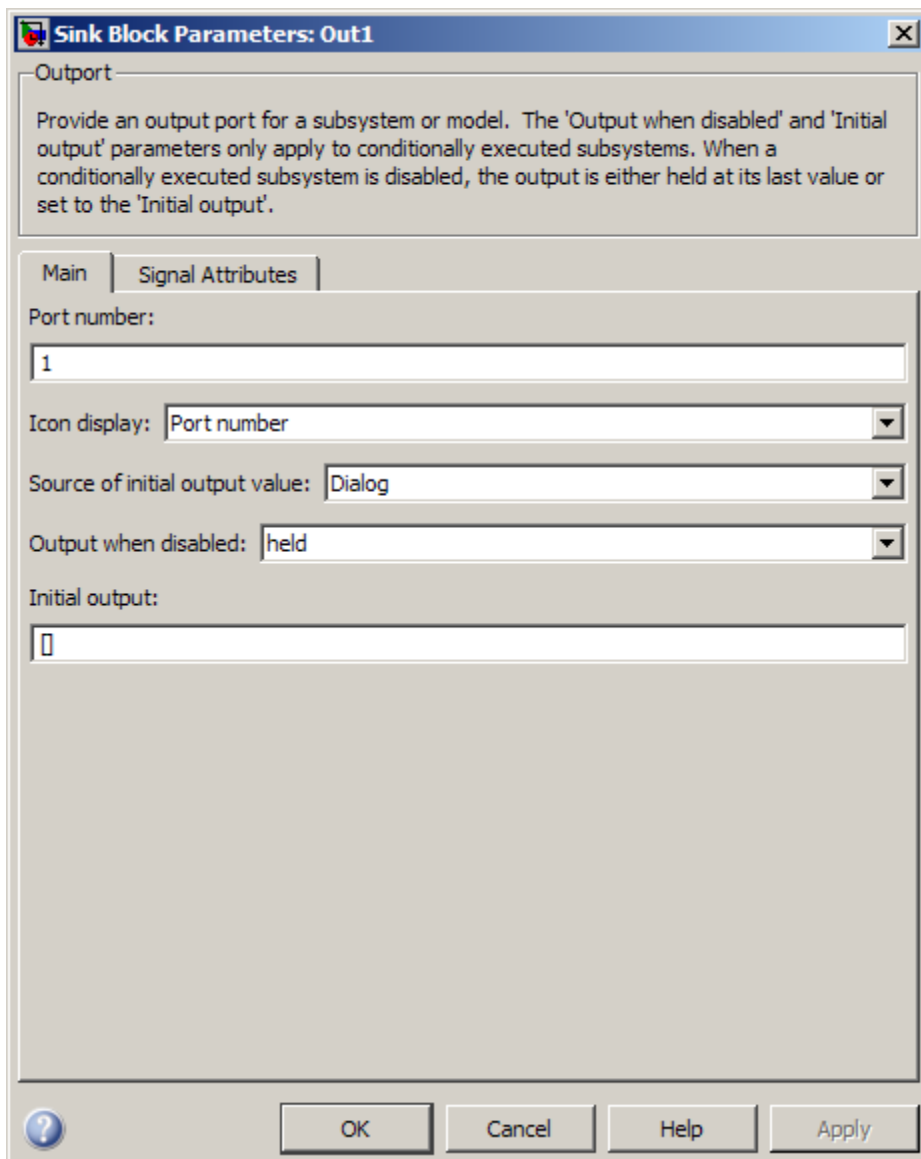 Sink Block Parameters: Out1
Outport
Provide an output port for a subsystem or model. The 'Output when disabled' and 'Initial
output' parameters only apply to conditionally executed subsystems. When a
conditionally executed subsystem is disabled, the output is either held at its last value or
set to the 'Initial output'.
Main Signal Attributes
Port number:
1
Icon display: Port number
Source of initial output value: Dialog
Output when disabled: held
Initial output:
[]
? OK Cancel Help Apply